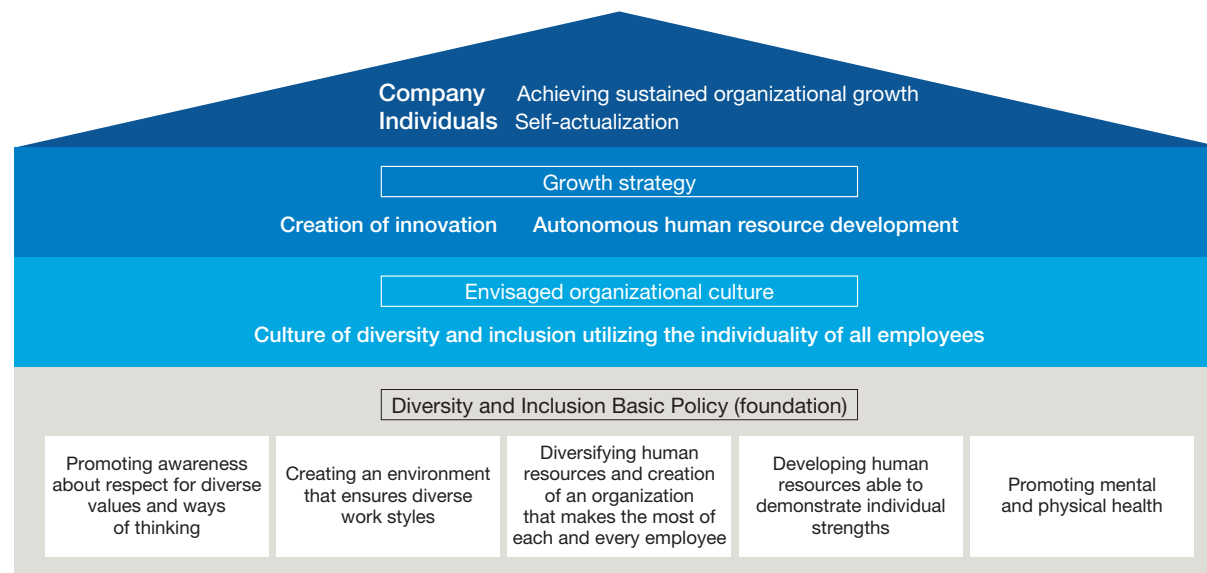 Company Achieving sustained organizational growth
Individuals Self-actualization
Growth strategy
Creation of innovation Autonomous human resource development
Envisaged organizational culture
Culture of diversity and inclusion utilizing the individuality of all employees
Diversity and Inclusion Basic Policy (foundation)
Promoting awareness
about respect for diverse
values and ways
of thinking
Creating an environment
that ensures diverse
work styles
Diversifying human
resources and creation
of an organization
that makes the most of
each and every employee
Developing human
resources able to
demonstrate individual
strengths
Promoting mental
and physical health